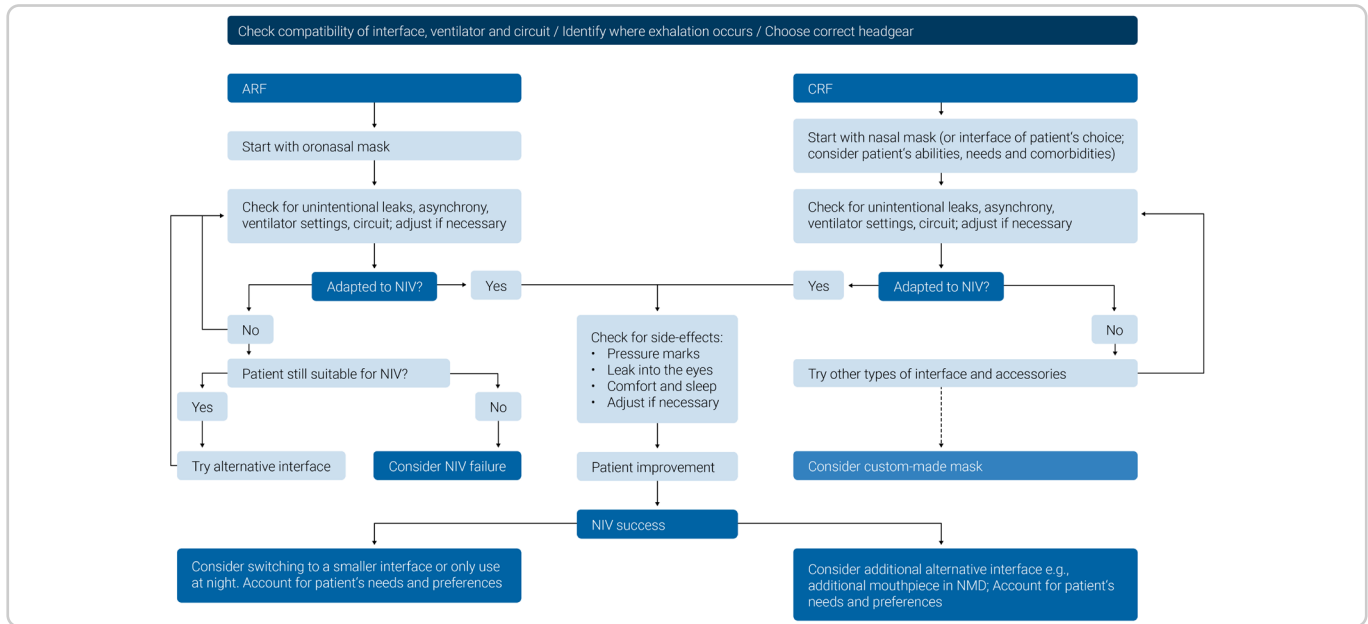 Check compatibility of interface, ventilator and circuit / Identify where exhalation occurs / Choose correct headgear
ARF
CRF
Start with oronasal mask
Start with nasal mask (or interface of patient's choice;
consider patient's abilities, needs and comorbidities)
Check for unintentional leaks, asynchrony,
ventilator settings, circuit; adjust if necessary
Check for unintentional leaks, asynchrony,
ventilator settings, circuit; adjust if necessary
Adapted to NIV?
Yes
Yes
Adapted to NIV?
No
No
Check for side-effects:
• Pressure marks
• Leak into the eyes
• Comfort and sleep
• Adjust if necessary
Patient still suitable for NIV?
Try other types of interface and accessories
Yes
No
Try alternative interface
Consider NIV failure
Patient improvement
Consider custom-made mask
NIV success
Consider switching to a smaller interface or only use
at night. Account for patient's needs and preferences
Consider additional alternative interface e.g.,
additional mouthpiece in NMD; Account for patient's
needs and preferences